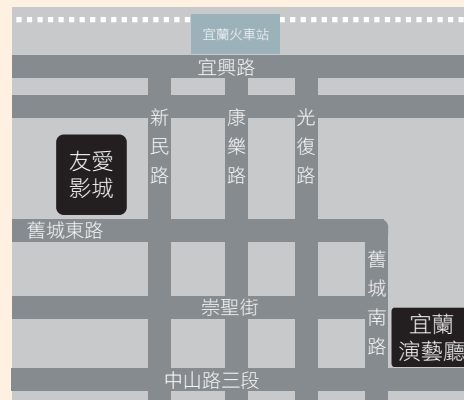 宜蘭火車站
宜興路
新民路
康樂路
光復路
友愛
影城
舊城東路
舊城南路
崇聖街
宜蘭
演藝廳
中山路三段